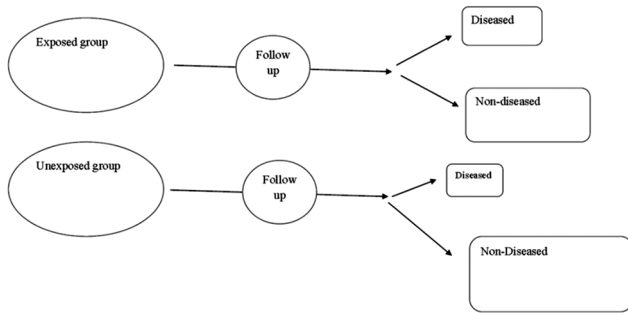 Exposed group
Follow
up
Diseased
Non-diseased
Unexposed group
Follow
up
Diseased
Non-Diseased